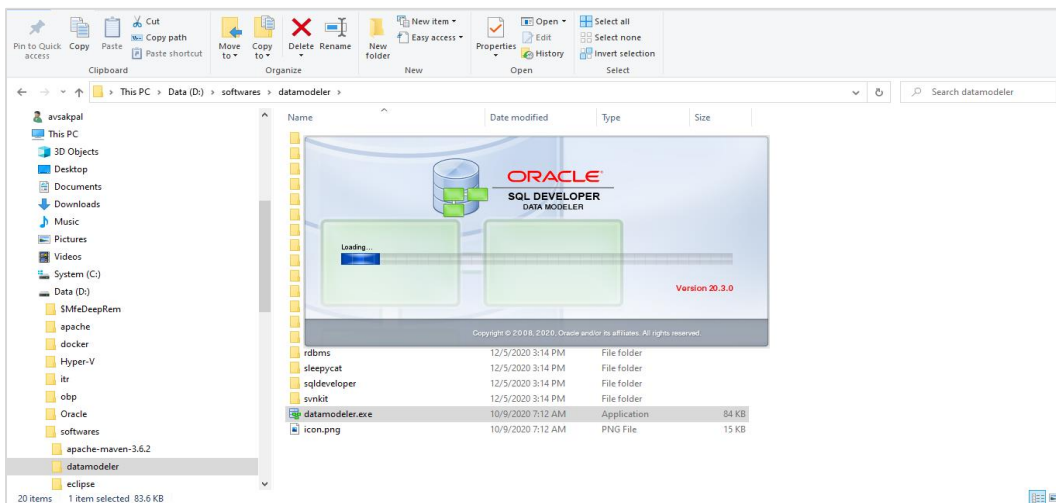 Pin to Quick access
Copy
Paste
Cut
Copy path
Paste shortcut
Clipboard
Move to
Copy to
Delete
Rename
Organize
New folder
New item
Easy access
New
Properties
Open
Edit
History
Open
Select all
Select none
Invert selection
Select
This PC > Data (D:) > softwares > datamodeler >
Search datamodeler
avsakpal
This PC
3D Objects
Desktop
Documents
Downloads
Music
Pictures
Videos
System (C:)
Data (D:)
$MfeDeepRem
apache
docker
Hyper-V
itr
obp
Oracle
softwares
apache-maven-3.6.2
datamodeler
eclipse
Name Date modified Type Size
ORACLE
SQL DEVELOPER
DATA MODELER
Loading...
Version 20.3.0
Copyright © 2008, 2020, Oracle and/or its affiliates. All rights reserved.
rdbms 12/5/2020 3:14 PM File folder
sleepycat 12/5/2020 3:14 PM File folder
sqldeveloper 12/5/2020 3:14 PM File folder
svnkit 12/5/2020 3:14 PM File folder
datamodeler.exe 10/9/2020 7:12 AM Application 84 KB
icon.png 10/9/2020 7:12 AM PNG File 15 KB
20 items 1 item selected 83.6 KB